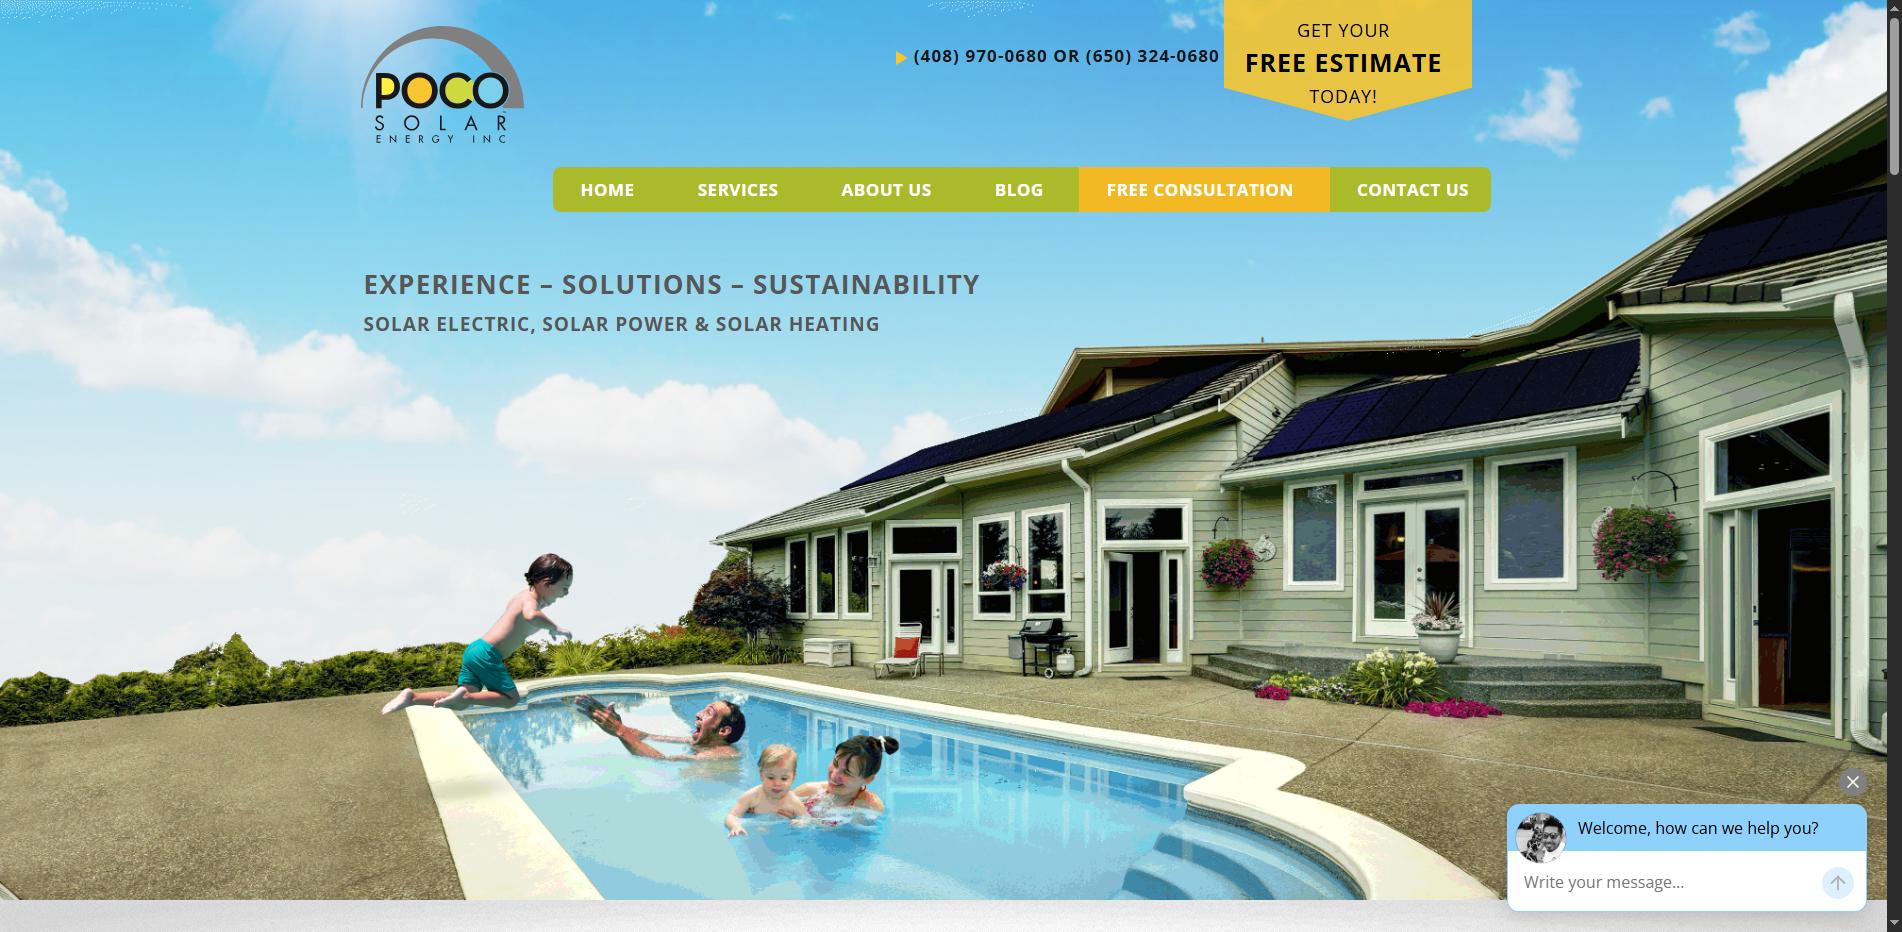 POCO
SOLAR
ENERGY INC
(408) 970-0680 OR (650) 324-0680
GET YOUR
FREE ESTIMATE
TODAY!
HOME
SERVICES
ABOUT US
BLOG
FREE CONSULTATION
CONTACT US
EXPERIENCE – SOLUTIONS – SUSTAINABILITY
SOLAR ELECTRIC, SOLAR POWER & SOLAR HEATING
Welcome, how can we help you?
Write your message...